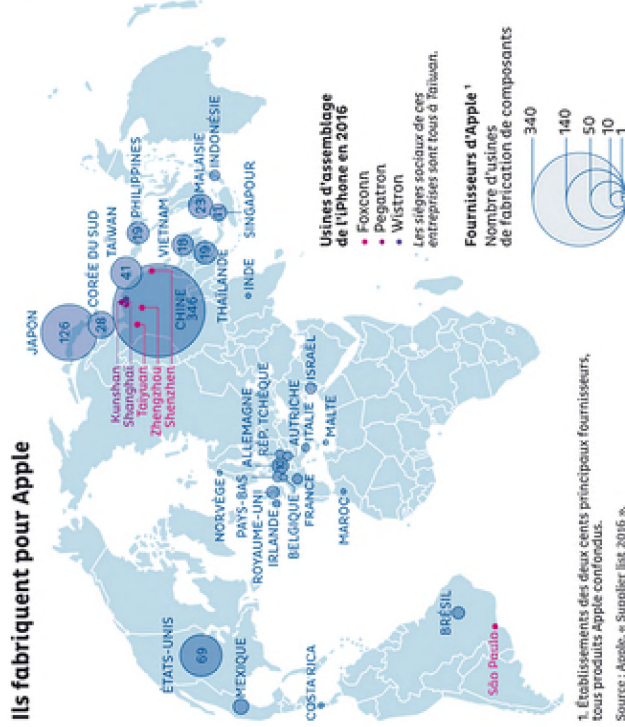 Ils fabriquent pour Apple
JAPON
126
CORÉE DU SUD
28
TAÏWAN
41
PHILIPPINES
19
VIETNAM
18
MALAISIE
23
INDONÉSIE
SINGAPOUR
THAÏLANDE
19
INDE
CHINE
346
Kunshan
Shanghai
Taiyuan
Zhengzhou
Shenzhen
NORVÈGE
PAYS-BAS
ALLEMAGNE
ROYAUME-UNI
RÉP. TCHÈQUE
IRLANDE
AUTRICHE
BELGIQUE
ITALIE
ISRAËL
FRANCE
MALTE
MAROC
ÉTATS-UNIS
69
MEXIQUE
COSTA RICA
BRÉSIL
São Paulo
Usines d'assemblage
de l'iPhone en 2016
Foxconn
Pegatron
Wistron
Les sièges sociaux de ces
entreprises sont tous à Taïwan.
Fournisseurs d'Apple ¹
Nombre d'usines
de fabrication de composants
340
140
50
10
1
1. Établissements des deux cents principaux fournisseurs,
tous produits Apple confondus.
Source : Apple, « Supplier list 2016 ».